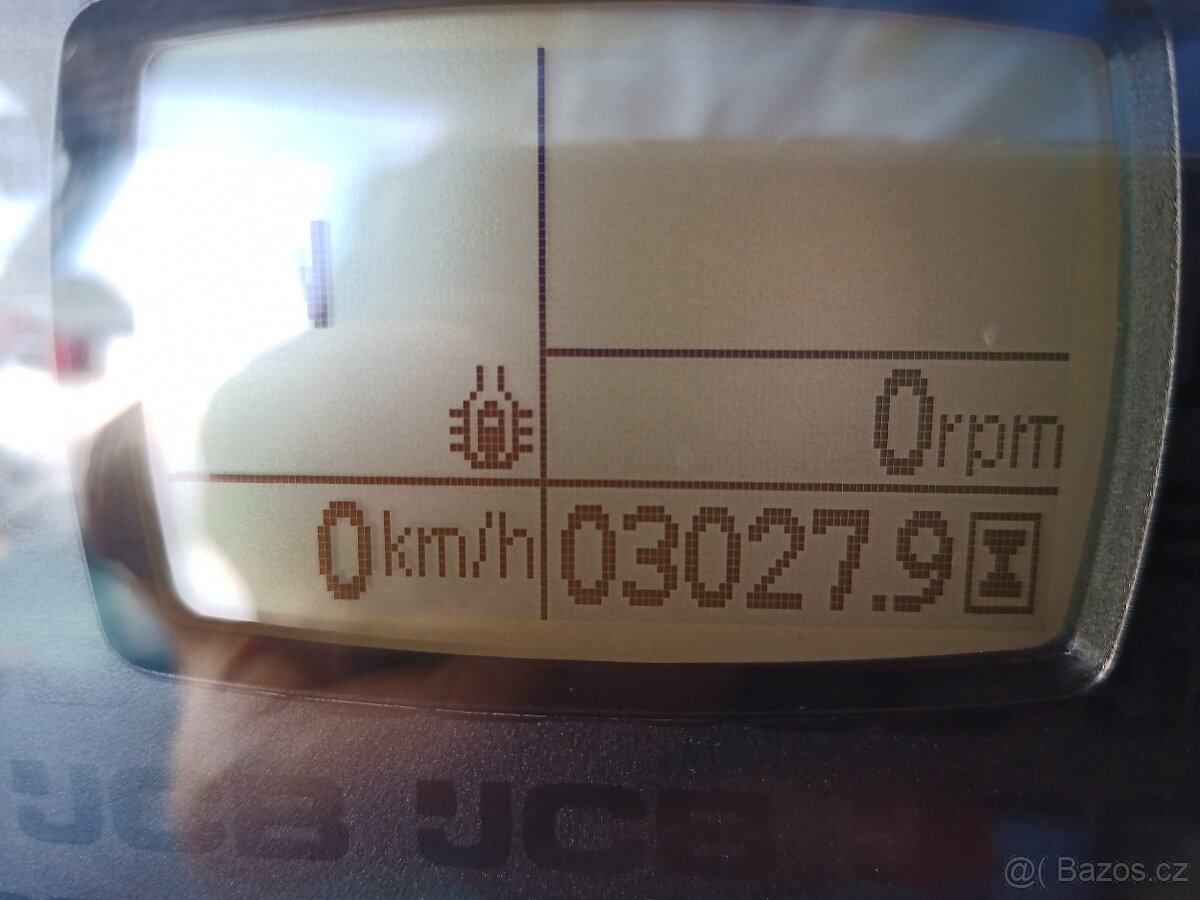 0rpm
0km/h
03027.9
JCB JCB
@( Bazos.cz